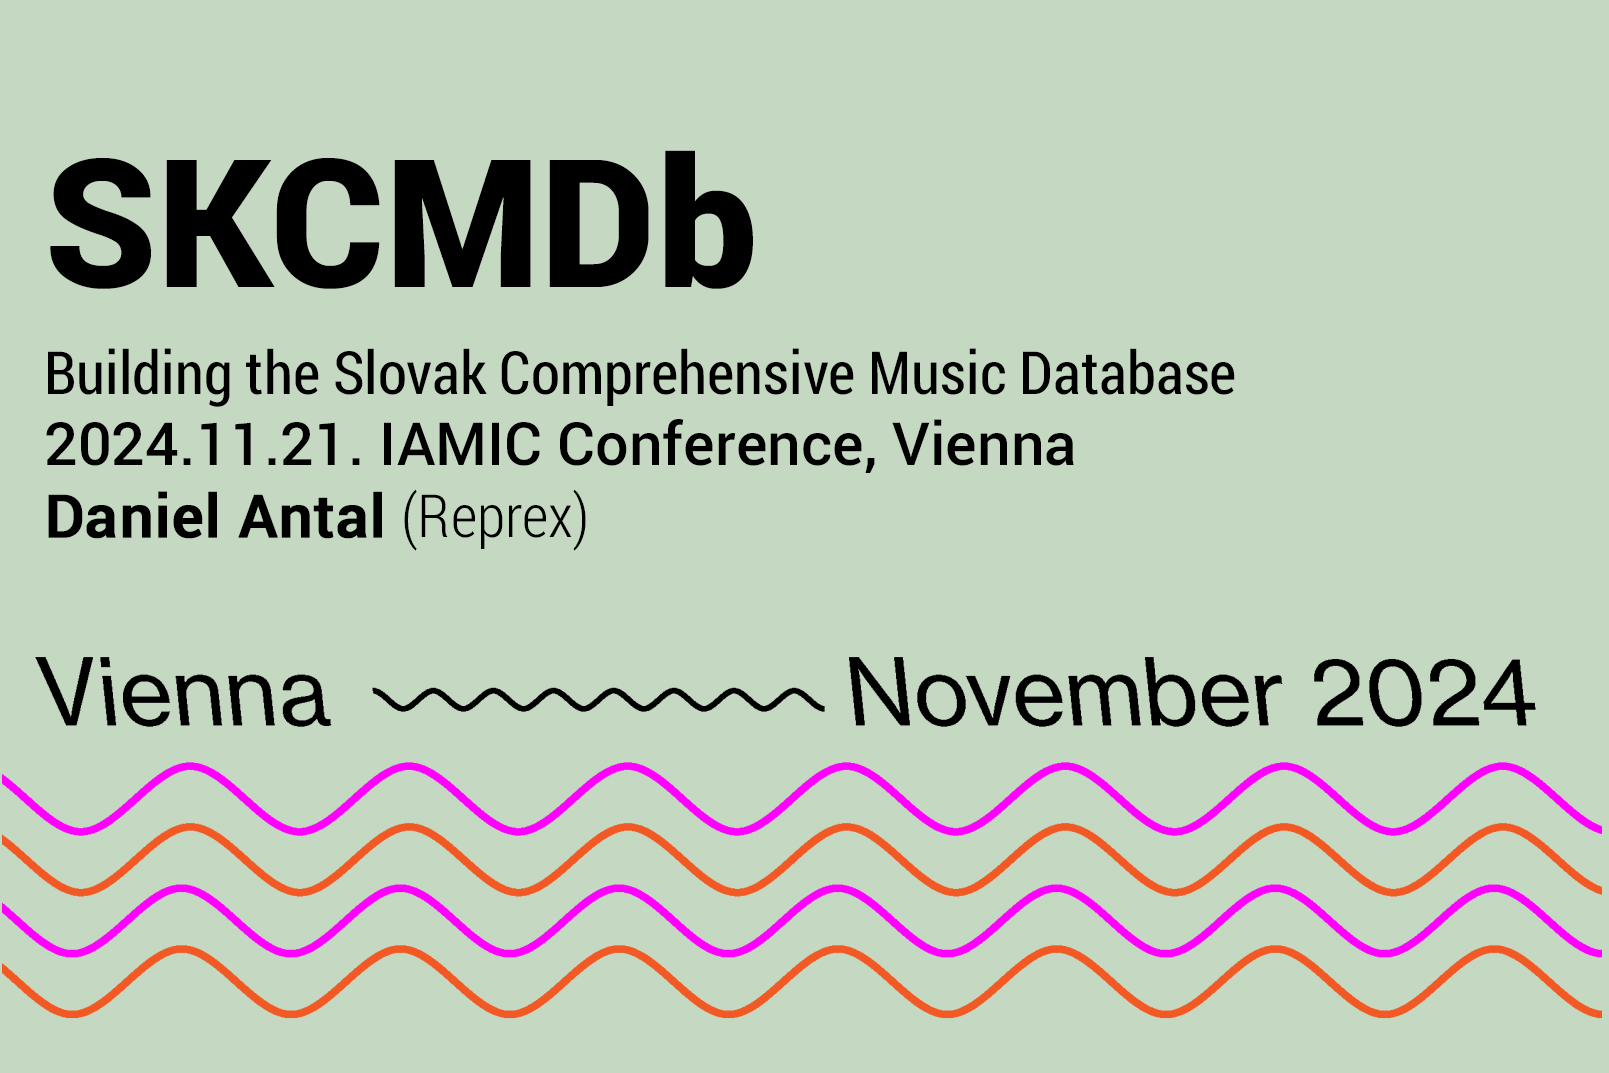 SKCMDb
Building the Slovak Comprehensive Music Database
2024.11.21. IAMIC Conference, Vienna
Daniel Antal (Reprex)
Vienna November 2024